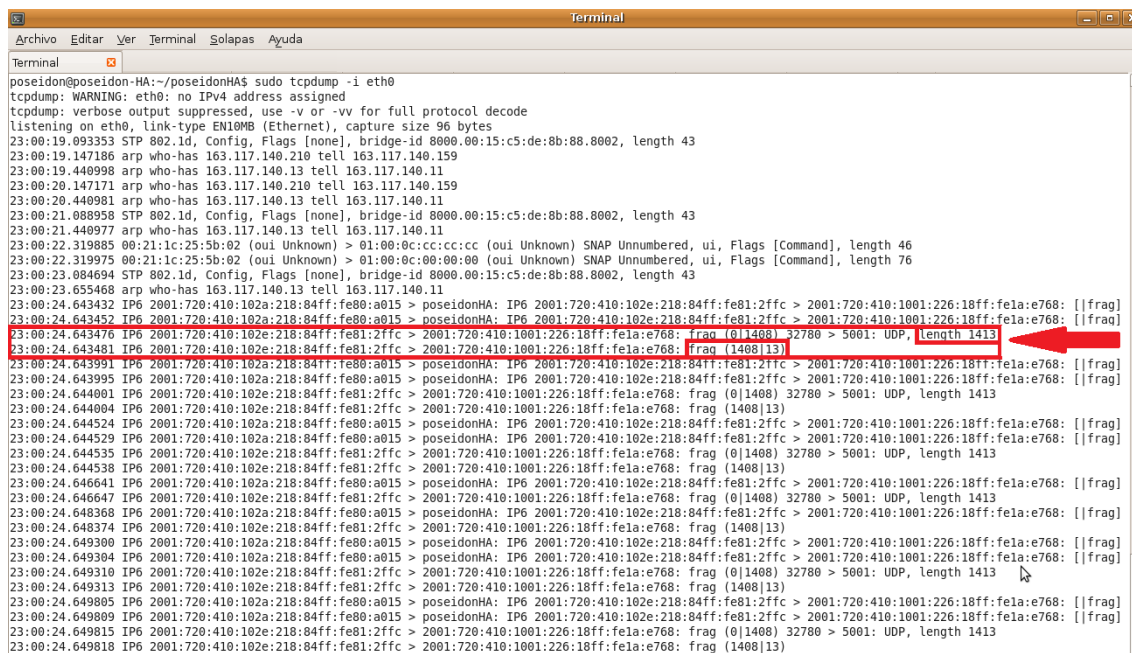 Terminal
Archivo Editar Ver Terminal Solapas Ayuda
Terminal
poseidon@poseidon-HA:~/poseidonHA$ sudo tcpdump -i eth0
tcpdump: WARNING: eth0: no IPv4 address assigned
tcpdump: verbose output suppressed, use -v or -vv for full protocol decode
listening on eth0, link-type EN10MB (Ethernet), capture size 96 bytes
23:00:19.093353 STP 802.1d, Config, Flags [none], bridge-id 8000.00:15:c5:de:8b:88.8002, length 43
23:00:19.147186 arp who-has 163.117.140.210 tell 163.117.140.159
23:00:19.440998 arp who-has 163.117.140.13 tell 163.117.140.11
23:00:20.147171 arp who-has 163.117.140.210 tell 163.117.140.159
23:00:20.440981 arp who-has 163.117.140.13 tell 163.117.140.11
23:00:21.088958 STP 802.1d, Config, Flags [none], bridge-id 8000.00:15:c5:de:8b:88.8002, length 43
23:00:21.440977 arp who-has 163.117.140.13 tell 163.117.140.11
23:00:22.319885 00:21:1c:25:5b:02 (oui Unknown) > 01:00:0c:cc:cc:cc (oui Unknown) SNAP Unnumbered, ui, Flags [Command], length 46
23:00:22.319975 00:21:1c:25:5b:02 (oui Unknown) > 01:00:0c:00:00:00 (oui Unknown) SNAP Unnumbered, ui, Flags [Command], length 76
23:00:23.084694 STP 802.1d, Config, Flags [none], bridge-id 8000.00:15:c5:de:8b:88.8002, length 43
23:00:23.655468 arp who-has 163.117.140.13 tell 163.117.140.11
23:00:24.643432 IP6 2001:720:410:102a:218:84ff:fe80:a015 > poseidonHA: IP6 2001:720:410:102e:218:84ff:fe81:2ffc > 2001:720:410:1001:226:18ff:fe1a:e768: [|frag]
23:00:24.643452 IP6 2001:720:410:102a:218:84ff:fe80:a015 > poseidonHA: IP6 2001:720:410:102e:218:84ff:fe81:2ffc > 2001:720:410:1001:226:18ff:fe1a:e768: [|frag]
23:00:24.643476 IP6 2001:720:410:102e:218:84ff:fe81:2ffc > 2001:720:410:1001:226:18ff:fe1a:e768: frag (0|1408) 32780 > 5001: UDP, length 1413
23:00:24.643481 IP6 2001:720:410:102e:218:84ff:fe81:2ffc > 2001:720:410:1001:226:18ff:fe1a:e768: frag (1408|13)
23:00:24.643991 IP6 2001:720:410:102a:218:84ff:fe80:a015 > poseidonHA: IP6 2001:720:410:102e:218:84ff:fe81:2ffc > 2001:720:410:1001:226:18ff:fe1a:e768: [|frag]
23:00:24.643995 IP6 2001:720:410:102a:218:84ff:fe80:a015 > poseidonHA: IP6 2001:720:410:102e:218:84ff:fe81:2ffc > 2001:720:410:1001:226:18ff:fe1a:e768: [|frag]
23:00:24.644001 IP6 2001:720:410:102e:218:84ff:fe81:2ffc > 2001:720:410:1001:226:18ff:fe1a:e768: frag (0|1408) 32780 > 5001: UDP, length 1413
23:00:24.644004 IP6 2001:720:410:102e:218:84ff:fe81:2ffc > 2001:720:410:1001:226:18ff:fe1a:e768: frag (1408|13)
23:00:24.644524 IP6 2001:720:410:102a:218:84ff:fe80:a015 > poseidonHA: IP6 2001:720:410:102e:218:84ff:fe81:2ffc > 2001:720:410:1001:226:18ff:fe1a:e768: [|frag]
23:00:24.644529 IP6 2001:720:410:102a:218:84ff:fe80:a015 > poseidonHA: IP6 2001:720:410:102e:218:84ff:fe81:2ffc > 2001:720:410:1001:226:18ff:fe1a:e768: [|frag]
23:00:24.644535 IP6 2001:720:410:102e:218:84ff:fe81:2ffc > 2001:720:410:1001:226:18ff:fe1a:e768: frag (0|1408) 32780 > 5001: UDP, length 1413
23:00:24.644538 IP6 2001:720:410:102e:218:84ff:fe81:2ffc > 2001:720:410:1001:226:18ff:fe1a:e768: frag (1408|13)
23:00:24.646641 IP6 2001:720:410:102a:218:84ff:fe80:a015 > poseidonHA: IP6 2001:720:410:102e:218:84ff:fe81:2ffc > 2001:720:410:1001:226:18ff:fe1a:e768: [|frag]
23:00:24.646647 IP6 2001:720:410:102e:218:84ff:fe81:2ffc > 2001:720:410:1001:226:18ff:fe1a:e768: frag (0|1408) 32780 > 5001: UDP, length 1413
23:00:24.648368 IP6 2001:720:410:102a:218:84ff:fe80:a015 > poseidonHA: IP6 2001:720:410:102e:218:84ff:fe81:2ffc > 2001:720:410:1001:226:18ff:fe1a:e768: [|frag]
23:00:24.648374 IP6 2001:720:410:102e:218:84ff:fe81:2ffc > 2001:720:410:1001:226:18ff:fe1a:e768: frag (1408|13)
23:00:24.649300 IP6 2001:720:410:102a:218:84ff:fe80:a015 > poseidonHA: IP6 2001:720:410:102e:218:84ff:fe81:2ffc > 2001:720:410:1001:226:18ff:fe1a:e768: [|frag]
23:00:24.649304 IP6 2001:720:410:102a:218:84ff:fe80:a015 > poseidonHA: IP6 2001:720:410:102e:218:84ff:fe81:2ffc > 2001:720:410:1001:226:18ff:fe1a:e768: [|frag]
23:00:24.649310 IP6 2001:720:410:102e:218:84ff:fe81:2ffc > 2001:720:410:1001:226:18ff:fe1a:e768: frag (0|1408) 32780 > 5001: UDP, length 1413
23:00:24.649313 IP6 2001:720:410:102e:218:84ff:fe81:2ffc > 2001:720:410:1001:226:18ff:fe1a:e768: frag (1408|13)
23:00:24.649805 IP6 2001:720:410:102a:218:84ff:fe80:a015 > poseidonHA: IP6 2001:720:410:102e:218:84ff:fe81:2ffc > 2001:720:410:1001:226:18ff:fe1a:e768: [|frag]
23:00:24.649809 IP6 2001:720:410:102a:218:84ff:fe80:a015 > poseidonHA: IP6 2001:720:410:102e:218:84ff:fe81:2ffc > 2001:720:410:1001:226:18ff:fe1a:e768: [|frag]
23:00:24.649815 IP6 2001:720:410:102e:218:84ff:fe81:2ffc > 2001:720:410:1001:226:18ff:fe1a:e768: frag (0|1408) 32780 > 5001: UDP, length 1413
23:00:24.649818 IP6 2001:720:410:102e:218:84ff:fe81:2ffc > 2001:720:410:1001:226:18ff:fe1a:e768: frag (1408|13)